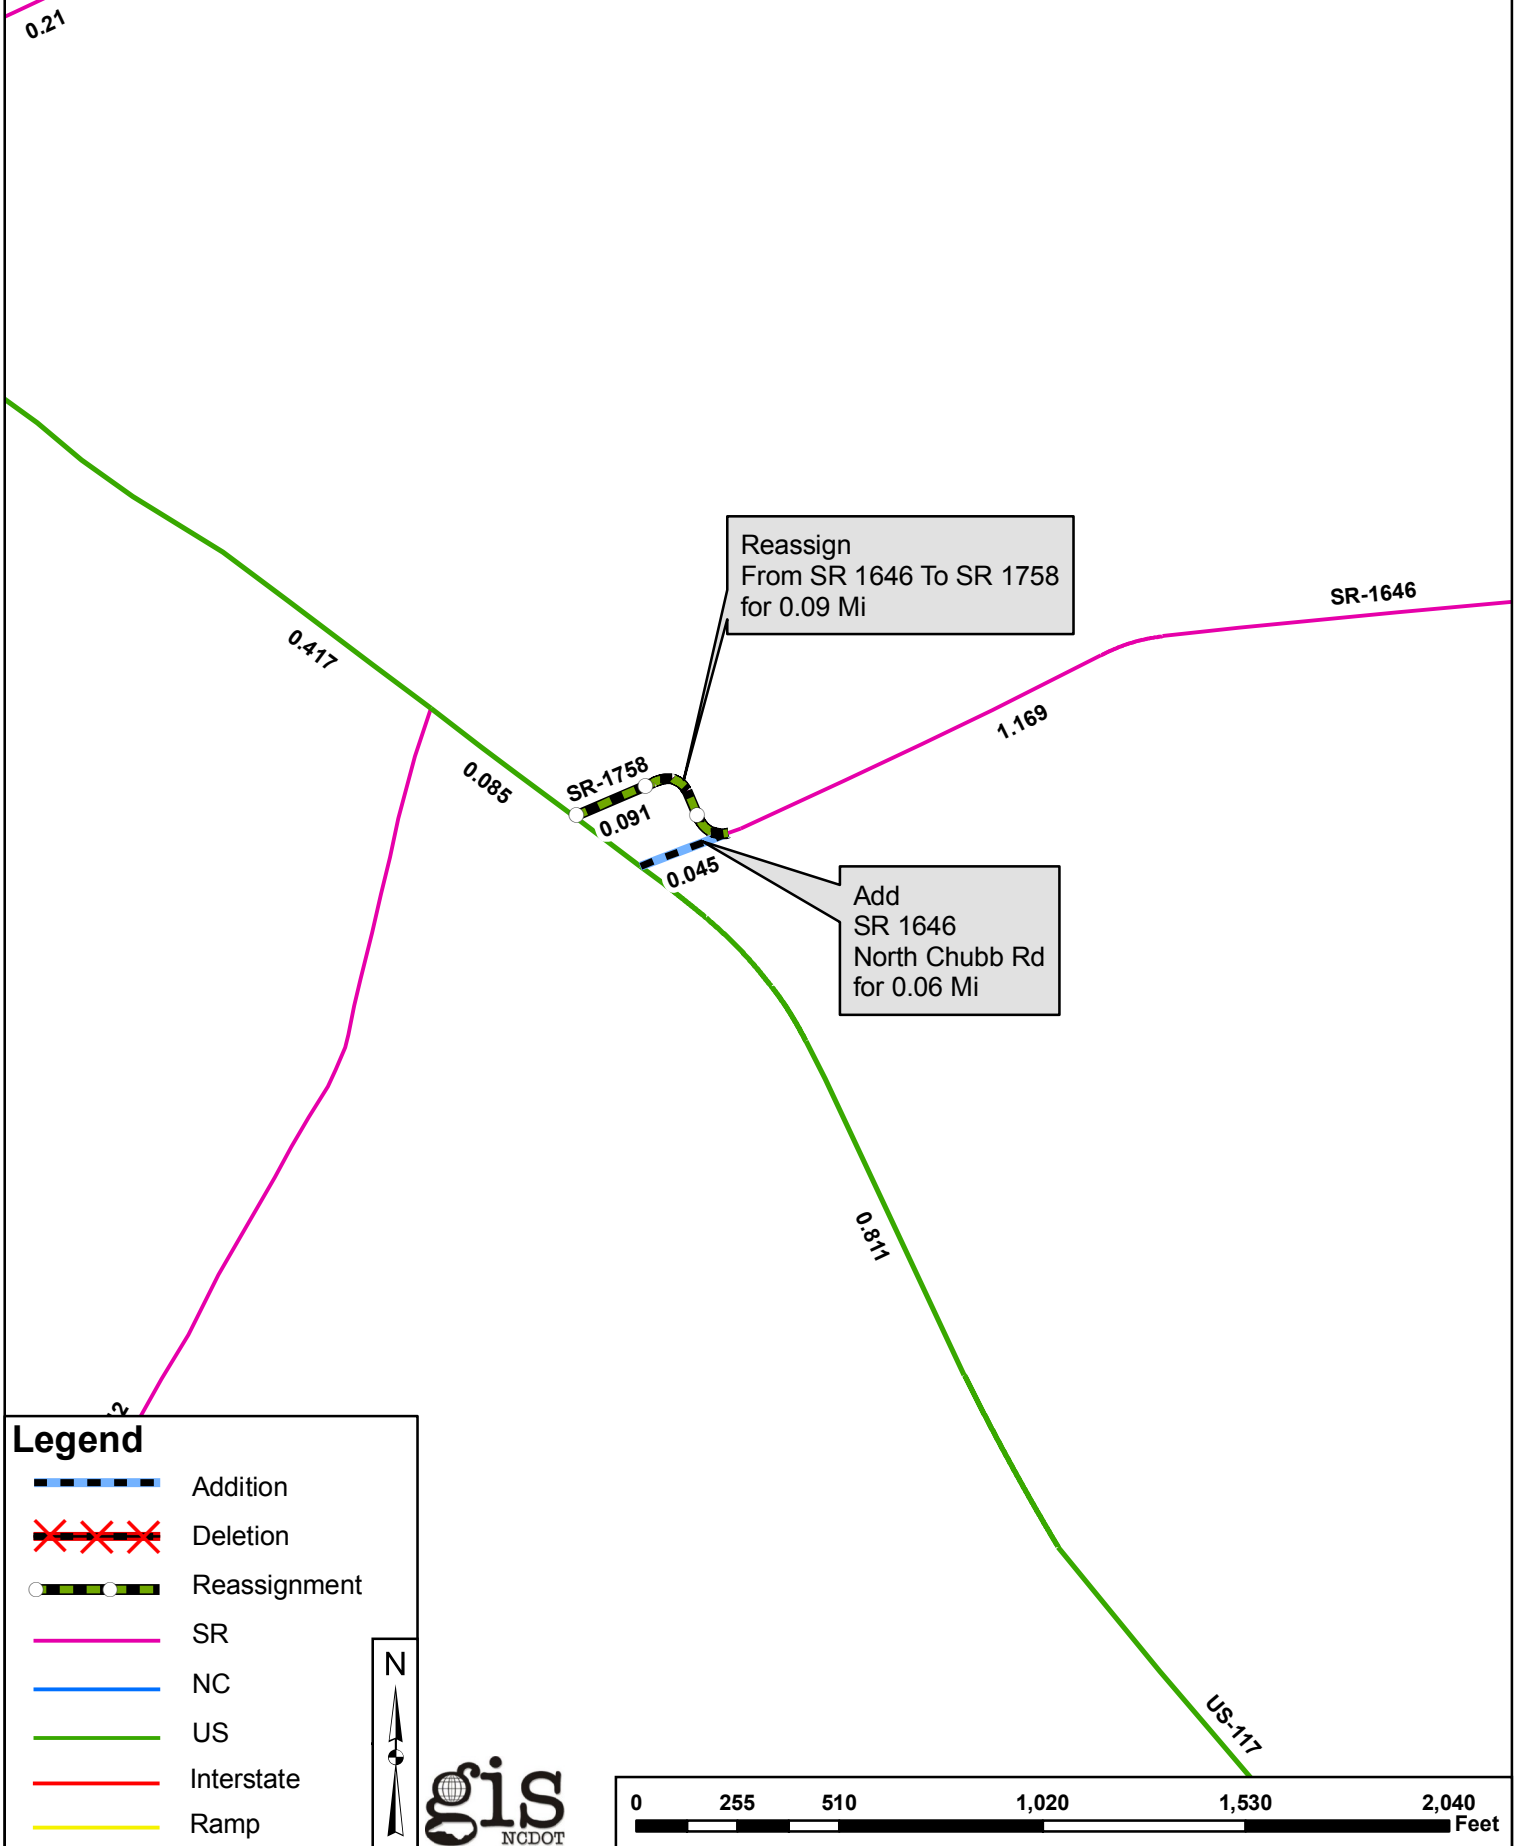 0.21
Reassign
From SR 1646 To SR 1758
for 0.09 Mi
SR-1646
0.417
1.169
0.085
SR-1758
0.091
0.045
Add
SR 1646
North Chubb Rd
for 0.06 Mi
0.811
US-117
Legend
Addition
Deletion
Reassignment
SR
NC
US
Interstate
Ramp
N
gis
NCDOT
0 255 510 1,020 1,530 2,040
Feet